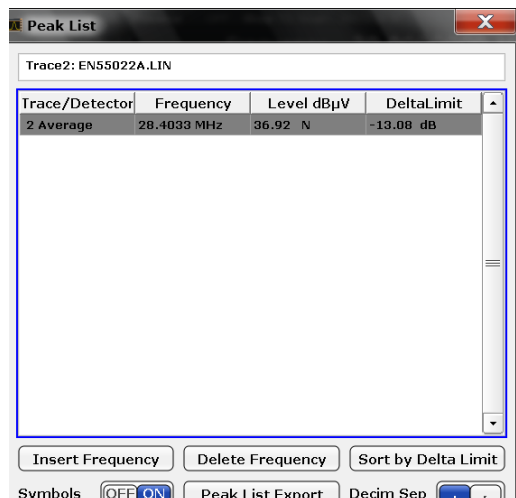 Peak List
X
Trace2: EN55022A.LIN
Trace/Detector Frequency Level dBµV DeltaLimit
2 Average 28.4033 MHz 36.92 N -13.08 dB
Insert Frequency Delete Frequency Sort by Delta Limit
Symbols OFF ON Peak List Export Decim Sep